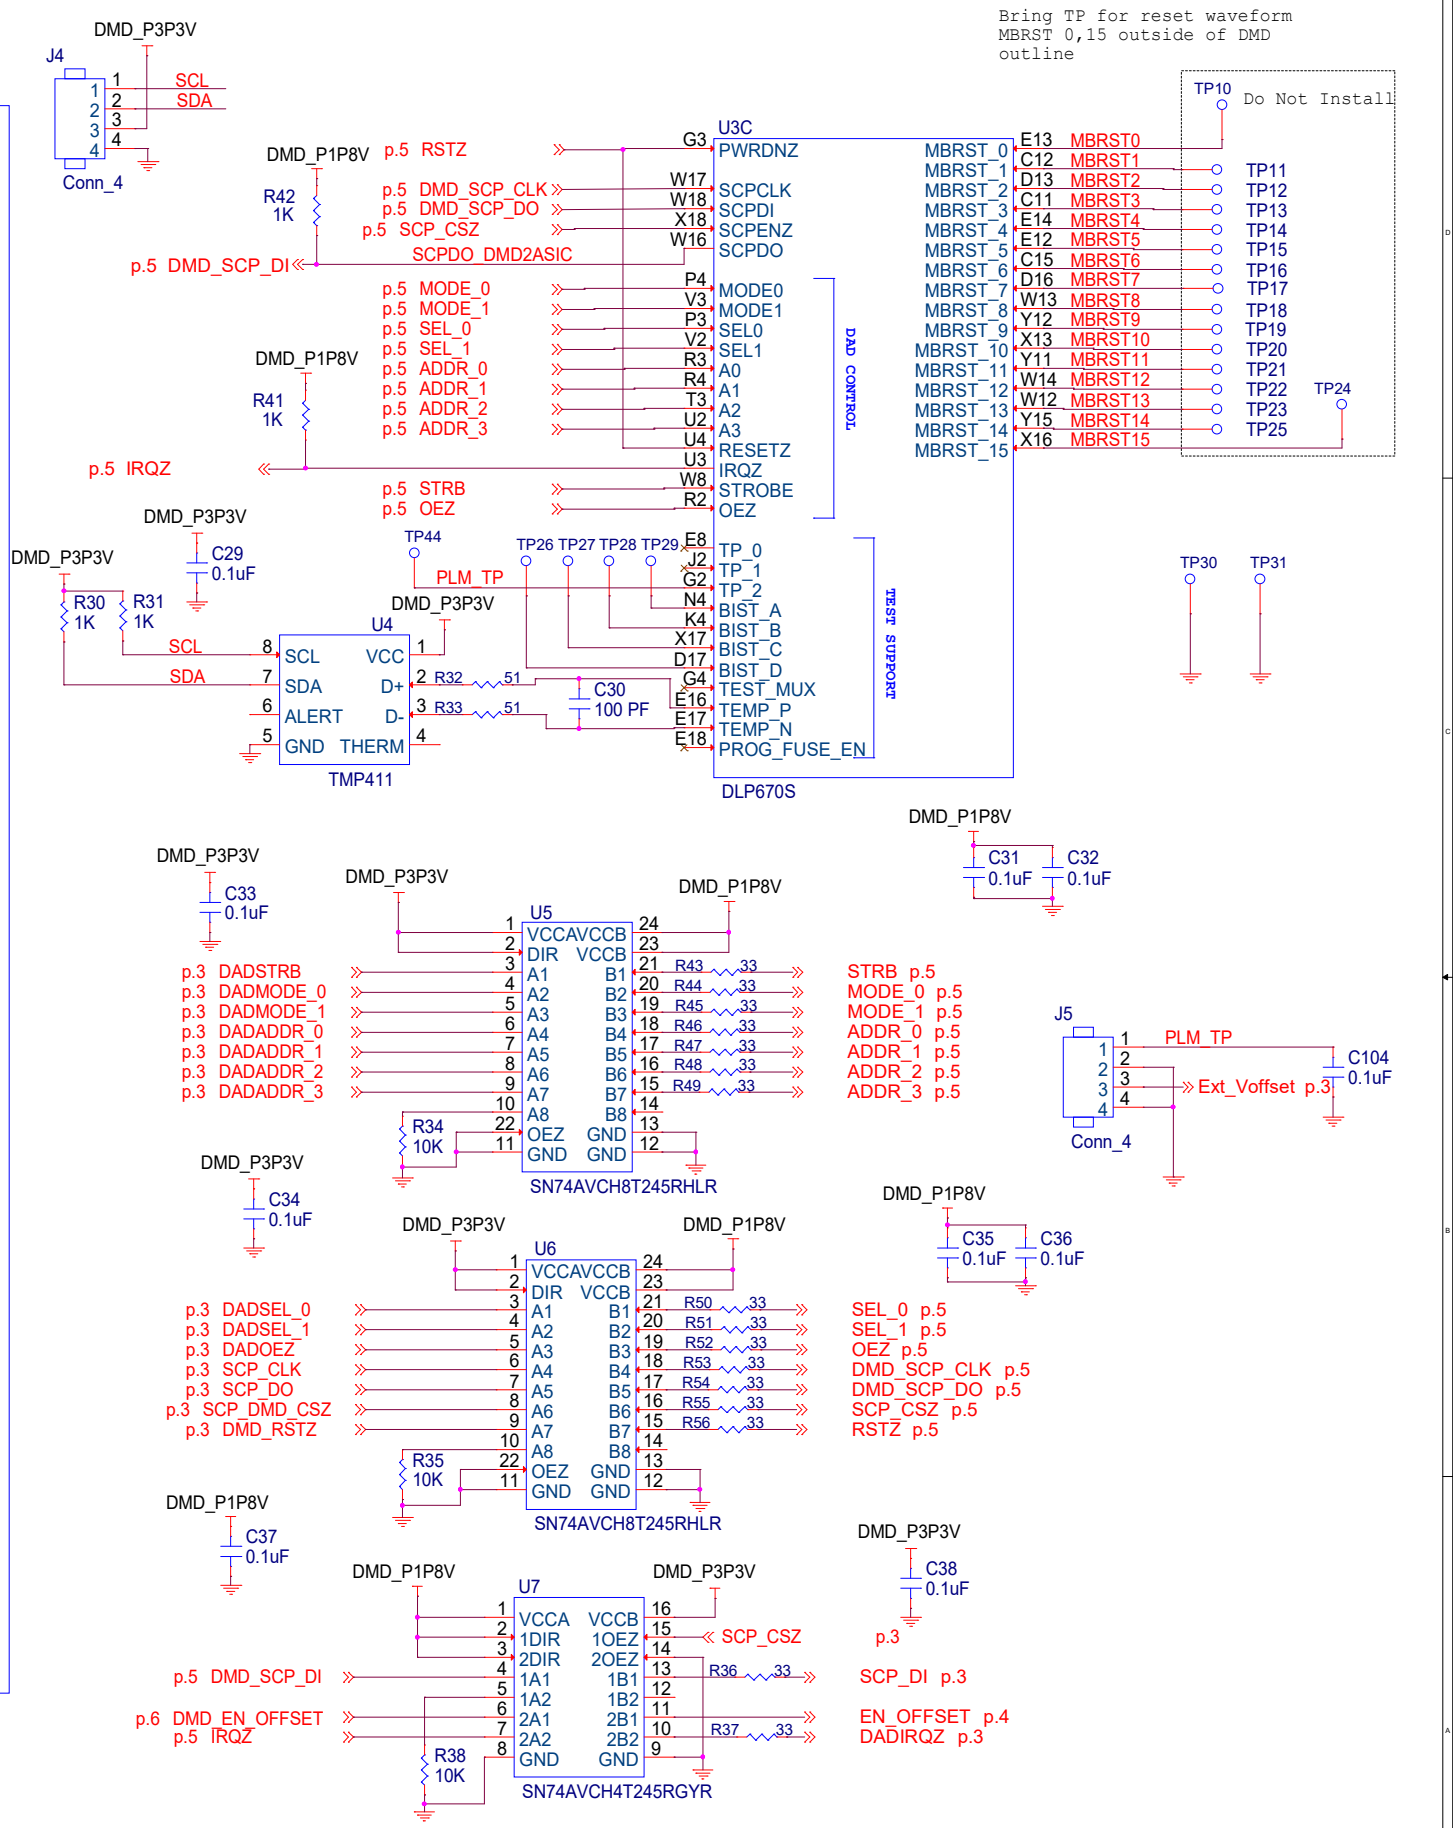 Bring TP for reset waveform
MBRST 0,15 outside of DMD
outline
DMD_P3P3V
J4
1 1 SCL
2 2 SDA
3 3
4 4
Conn_4
TP10
Do Not Install
U3C
p.5 RSTZ G3 PWRDNZ
DMD_P1P8V
R42
1K
p.5 DMD_SCP_CLK W17 SCPCLK
p.5 DMD_SCP_DO W18 SCPDI
p.5 SCP_CSZ X18 SCPENZ
p.5 DMD_SCP_DI SCPDO_DMD2ASIC W16 SCPDO
p.5 MODE_0 P4 MODE0
p.5 MODE_1 V3 MODE1
p.5 SEL_0 P3 SEL0
p.5 SEL_1 V2 SEL1
p.5 ADDR_0 R3 A0
p.5 ADDR_1 R4 A1
p.5 ADDR_2 T3 A2
p.5 ADDR_3 U2 A3
U4 RESETZ
DMD_P1P8V
R41
1K
p.5 IRQZ U3 IRQZ
p.5 STRB W8 STROBE
p.5 OEZ R2 OEZ
DAD CONTROL
MBRST_0 E13 MBRST0
MBRST_1 C12 MBRST1 TP11
MBRST_2 D13 MBRST2 TP12
MBRST_3 C11 MBRST3 TP13
MBRST_4 E14 MBRST4 TP14
MBRST_5 E12 MBRST5 TP15
MBRST_6 C15 MBRST6 TP16
MBRST_7 D16 MBRST7 TP17
MBRST_8 W13 MBRST8 TP18
MBRST_9 Y12 MBRST9 TP19
MBRST_10 X13 MBRST10 TP20
MBRST_11 Y11 MBRST11 TP21
MBRST_12 W14 MBRST12 TP22
MBRST_13 W12 MBRST13 TP23
MBRST_14 Y15 MBRST14 TP25
MBRST_15 X16 MBRST15 TP24
E8 TP_0
J2 TP_1
TP44 PLM_TP G2 TP_2
TP26 TP27 TP28 TP29
N4 BIST_A
K4 BIST_B
X17 BIST_C
D17 BIST_D
G4 TEST_MUX
E16 TEMP_P
E17 TEMP_N
E18 PROG_FUSE_EN
TEST SUPPORT
DLP670S
TP30 TP31
DMD_P3P3V
C29
0.1uF
DMD_P3P3V
R30
1K
R31
1K
DMD_P3P3V
U4
SCL 8 SCL VCC 1
SDA 7 SDA D+ 2 R32 51
6 ALERT D- 3 R33 51
5 GND THERM 4
TMP411
C30
100 PF
DMD_P1P8V
C31
0.1uF
C32
0.1uF
DMD_P3P3V
C33
0.1uF
DMD_P3P3V
DMD_P1P8V
U5
1 VCCA VCCB 24
2 DIR VCCB 23
p.3 DADSTRB 3 A1 B1 21 R43 33 STRB p.5
p.3 DADMODE_0 4 A2 B2 20 R44 33 MODE_0 p.5
p.3 DADMODE_1 5 A3 B3 19 R45 33 MODE_1 p.5
p.3 DADADDR_0 6 A4 B4 18 R46 33 ADDR_0 p.5
p.3 DADADDR_1 7 A5 B5 17 R47 33 ADDR_1 p.5
p.3 DADADDR_2 8 A6 B6 16 R48 33 ADDR_2 p.5
p.3 DADADDR_3 9 A7 B7 15 R49 33 ADDR_3 p.5
10 A8 B8 14
22 OEZ GND 13
11 GND GND 12
R34
10K
SN74AVCH8T245RHLR
J5
1 1 PLM_TP
2 2
3 3 Ext_Voffset p.3
4 4
Conn_4
C104
0.1uF
DMD_P3P3V
C34
0.1uF
DMD_P1P8V
C35
0.1uF
C36
0.1uF
DMD_P3P3V
DMD_P1P8V
U6
1 VCCA VCCB 24
2 DIR VCCB 23
p.3 DADSEL_0 3 A1 B1 21 R50 33 SEL_0 p.5
p.3 DADSEL_1 4 A2 B2 20 R51 33 SEL_1 p.5
p.3 DADOEZ 5 A3 B3 19 R52 33 OEZ p.5
p.3 SCP_CLK 6 A4 B4 18 R53 33 DMD_SCP_CLK p.5
p.3 SCP_DO 7 A5 B5 17 R54 33 DMD_SCP_DO p.5
p.3 SCP_DMD_CSZ 8 A6 B6 16 R55 33 SCP_CSZ p.5
p.3 DMD_RSTZ 9 A7 B7 15 R56 33 RSTZ p.5
10 A8 B8 14
22 OEZ GND 13
11 GND GND 12
R35
10K
SN74AVCH8T245RHLR
DMD_P1P8V
C37
0.1uF
DMD_P3P3V
C38
0.1uF
DMD_P1P8V
DMD_P3P3V
U7
1 VCCA VCCB 16
2 1DIR 1OEZ 15 SCP_CSZ p.3
3 2DIR 2OEZ 14
p.5 DMD_SCP_DI 4 1A1 1B1 13 R36 33 SCP_DI p.3
5 1A2 1B2 12
p.6 DMD_EN_OFFSET 6 2A1 2B1 11 EN_OFFSET p.4
p.5 IRQZ 7 2A2 2B2 10 R37 33 DADIRQZ p.3
8 GND GND 9
R38
10K
SN74AVCH4T245RGYR
D
C
B
A